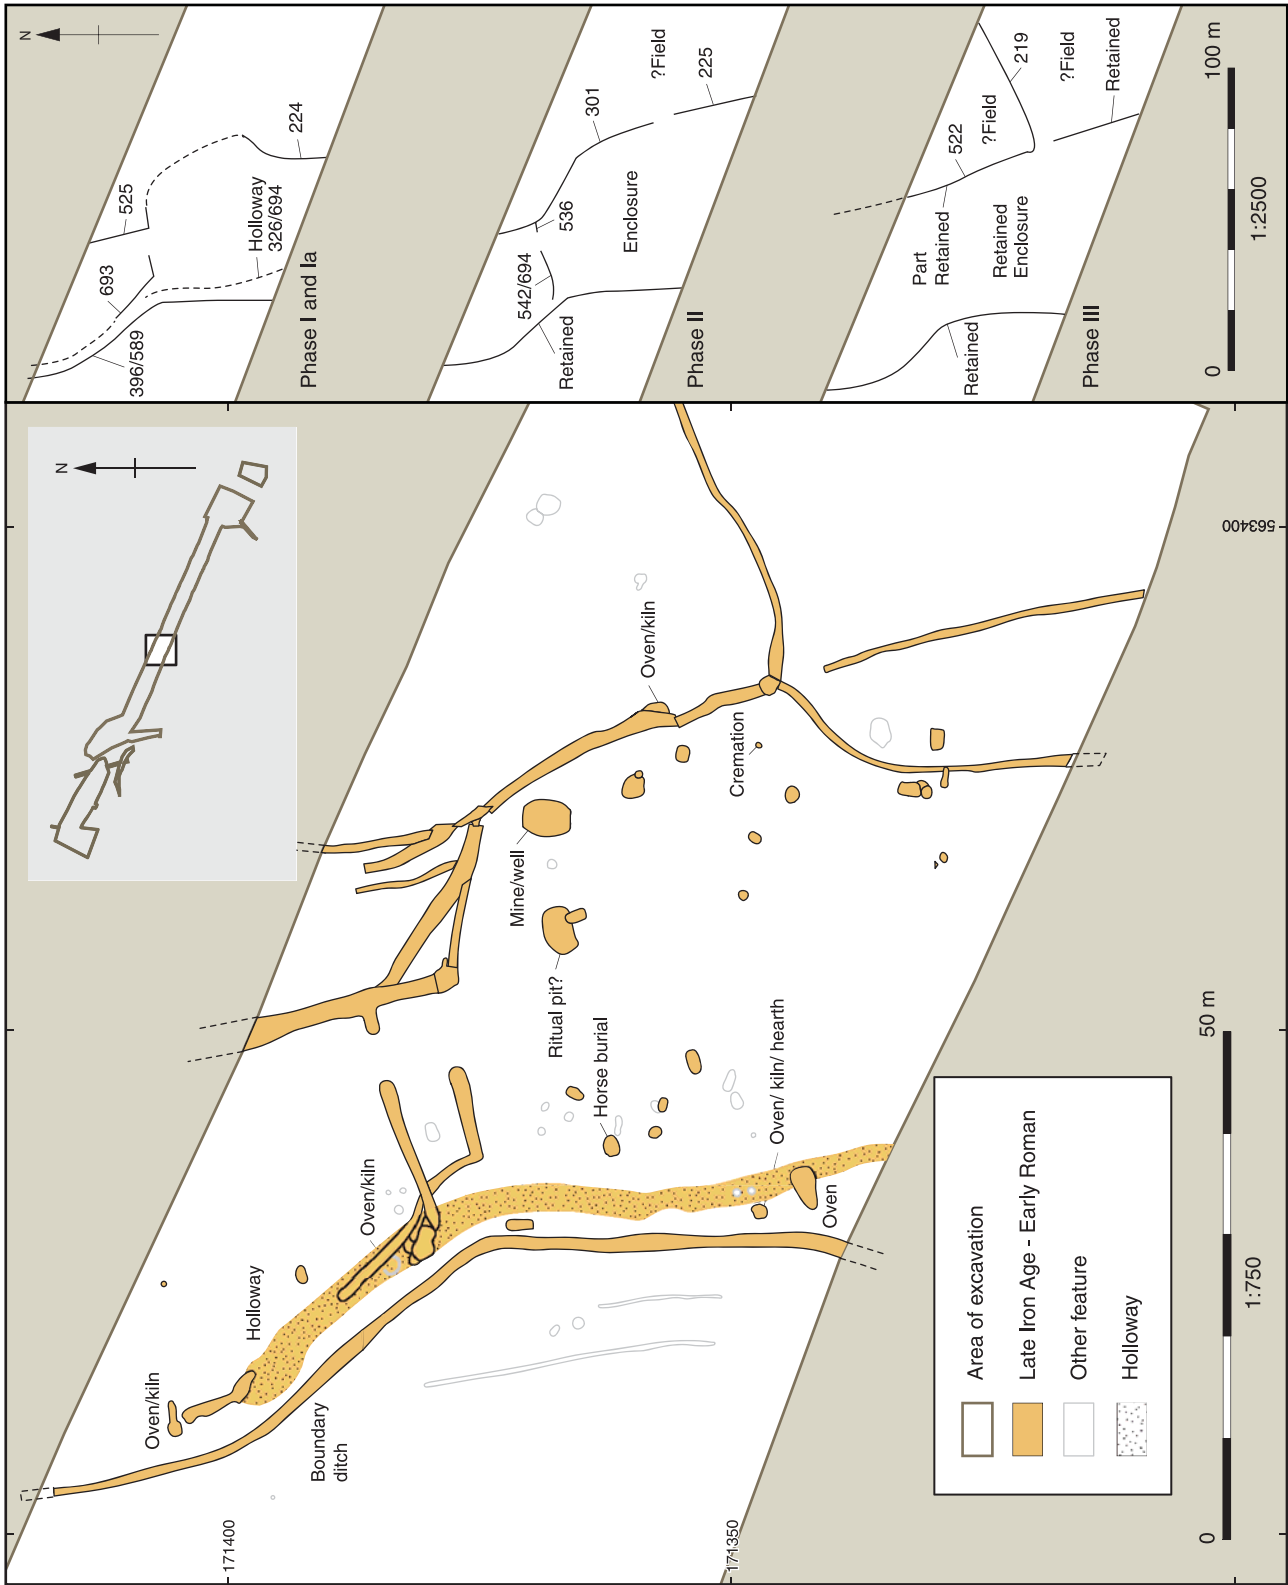 N
Oven/kiln
Boundary
ditch
Holloway
Oven/kiln
Horse burial
Ritual pit?
Mine/well
Oven/kiln
Cremation
Oven/ kiln/ hearth
Oven
171400
171350
563400
Area of excavation
Late Iron Age - Early Roman
Other feature
Holloway
0
50 m
1:750
N
396/589
693
525
Holloway
326/694
224
Phase I and Ia
Retained
542/694
536
Enclosure
301
?Field
225
Phase II
Retained
Part
Retained
Retained
Enclosure
522
?Field
219
?Field
Retained
Phase III
0
100 m
1:2500